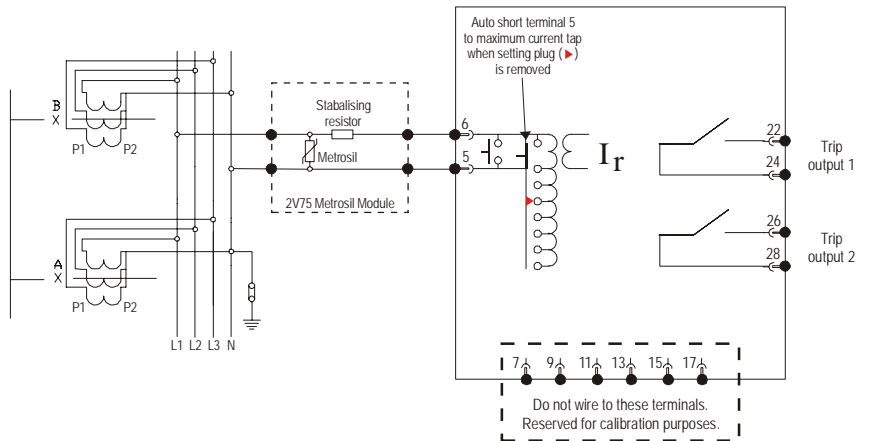 Auto short terminal 5
to maximum current tap
when setting plug (▶)
is removed
B
X
P1 P2
Stabalising
resistor
Metrosil
2V75 Metrosil Module
6
5
Ir
22
24
Trip
output 1
26
28
Trip
output 2
A
X
P1 P2
L1 L2 L3 N
7 9 11 13 15 17
Do not wire to these terminals.
Reserved for calibration purposes.